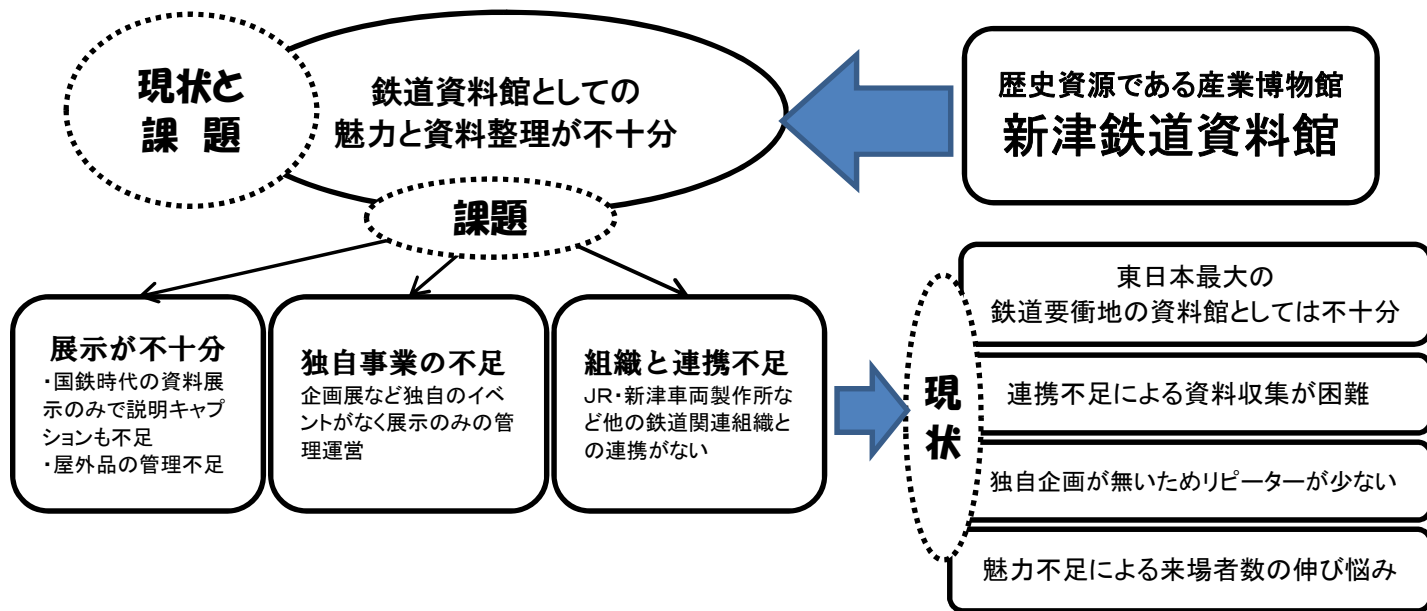 現状と
課 題
鉄道資料館としての
魅力と資料整理が不十分
歴史資源である産業博物館
新津鉄道資料館
課題
展示が不十分
・国鉄時代の資料展
示のみで説明キャプ
ションも不足
・屋外品の管理不足
独自事業の不足
企画展など独自のイベ
ントがなく展示のみの管
理運営
組織と連携不足
JR・新津車両製作所な
ど他の鉄道関連組織と
の連携がない
現
状
東日本最大の
鉄道要衝地の資料館としては不十分
連携不足による資料収集が困難
独自企画が無いためリピーターが少ない
魅力不足による来場者数の伸び悩み